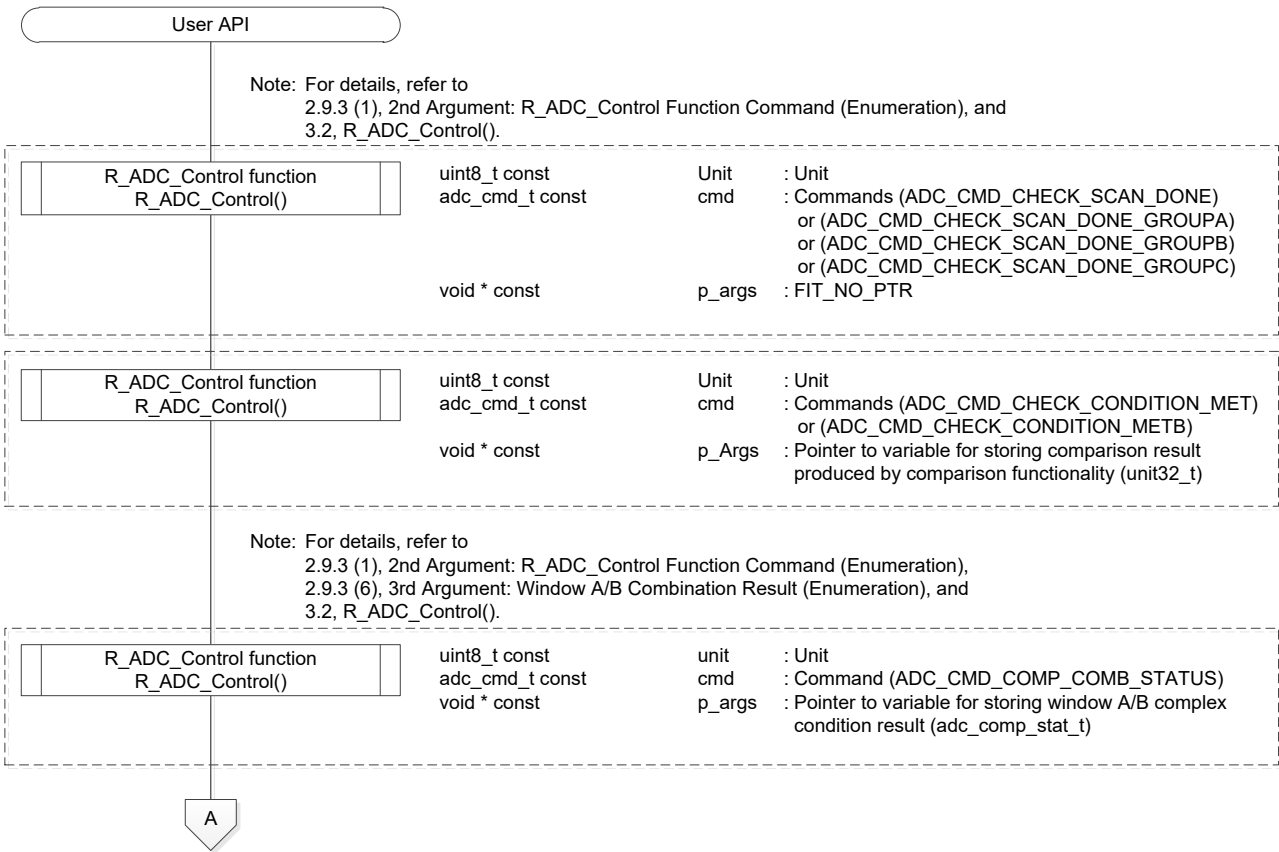 User API
Note: For details, refer to
2.9.3 (1), 2nd Argument: R_ADC_Control Function Command (Enumeration), and
3.2, R_ADC_Control().
R_ADC_Control function
R_ADC_Control()
uint8_t const Unit : Unit
adc_cmd_t const cmd : Commands (ADC_CMD_CHECK_SCAN_DONE)
or (ADC_CMD_CHECK_SCAN_DONE_GROUPA)
or (ADC_CMD_CHECK_SCAN_DONE_GROUPB)
or (ADC_CMD_CHECK_SCAN_DONE_GROUPC)
void * const p_args : FIT_NO_PTR
R_ADC_Control function
R_ADC_Control()
uint8_t const Unit : Unit
adc_cmd_t const cmd : Commands (ADC_CMD_CHECK_CONDITION_MET)
or (ADC_CMD_CHECK_CONDITION_METB)
void * const p_Args : Pointer to variable for storing comparison result
produced by comparison functionality (unit32_t)
Note: For details, refer to
2.9.3 (1), 2nd Argument: R_ADC_Control Function Command (Enumeration),
2.9.3 (6), 3rd Argument: Window A/B Combination Result (Enumeration), and
3.2, R_ADC_Control().
R_ADC_Control function
R_ADC_Control()
uint8_t const unit : Unit
adc_cmd_t const cmd : Command (ADC_CMD_COMP_COMB_STATUS)
void * const p_args : Pointer to variable for storing window A/B complex
condition result (adc_comp_stat_t)
A